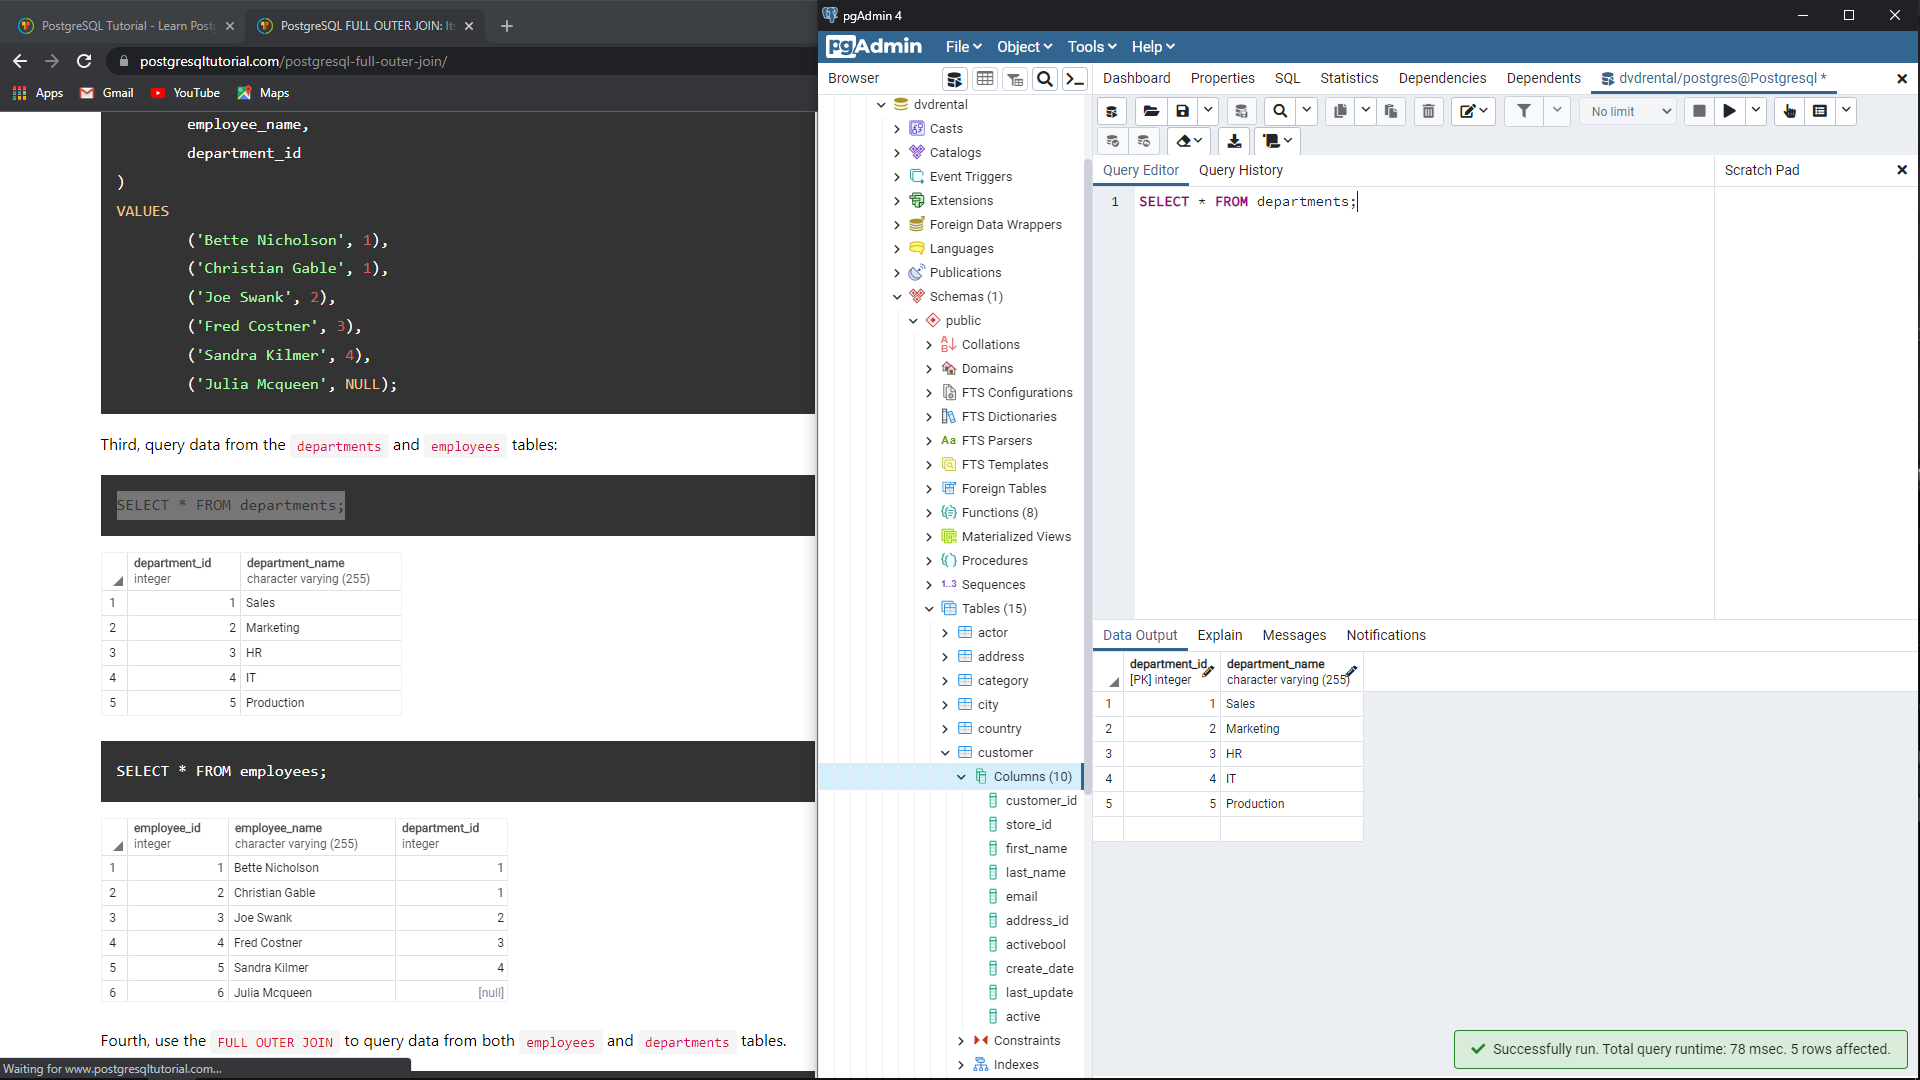 PostgreSQL Tutorial - Learn Postg
PostgreSQL FULL OUTER JOIN: It
postgresqltutorial.com/postgresql-full-outer-join/
Apps
Gmail
YouTube
Maps
employee_name,
department_id
)
VALUES
('Bette Nicholson', 1),
('Christian Gable', 1),
('Joe Swank', 2),
('Fred Costner', 3),
('Sandra Kilmer', 4),
('Julia Mcqueen', NULL);
Third, query data from the departments and employees tables:
SELECT * FROM departments;
department_id department_name
integer character varying (255)
1 1 Sales
2 2 Marketing
3 3 HR
4 4 IT
5 5 Production
SELECT * FROM employees;
employee_id employee_name department_id
integer character varying (255) integer
1 1 Bette Nicholson 1
2 2 Christian Gable 1
3 3 Joe Swank 2
4 4 Fred Costner 3
5 5 Sandra Kilmer 4
6 6 Julia Mcqueen [null]
Fourth, use the FULL OUTER JOIN to query data from both employees and departments tables.
Waiting for www.postgresqltutorial.com...
pgAdmin 4
pgAdmin File Object Tools Help
Browser
dvdrental
Casts
Catalogs
Event Triggers
Extensions
Foreign Data Wrappers
Languages
Publications
Schemas (1)
public
Collations
Domains
FTS Configurations
FTS Dictionaries
Aa FTS Parsers
FTS Templates
Foreign Tables
Functions (8)
Materialized Views
Procedures
1..3 Sequences
Tables (15)
actor
address
category
city
country
customer
Columns (10)
customer_id
store_id
first_name
last_name
email
address_id
activebool
create_date
last_update
active
Constraints
Indexes
Dashboard Properties SQL Statistics Dependencies Dependents dvdrental/postgres@Postgresql *
No limit
Query Editor Query History
Scratch Pad
1 SELECT * FROM departments;
Data Output Explain Messages Notifications
department_id department_name
[PK] integer character varying (255)
1 1 Sales
2 2 Marketing
3 3 HR
4 4 IT
5 5 Production
Successfully run. Total query runtime: 78 msec. 5 rows affected.